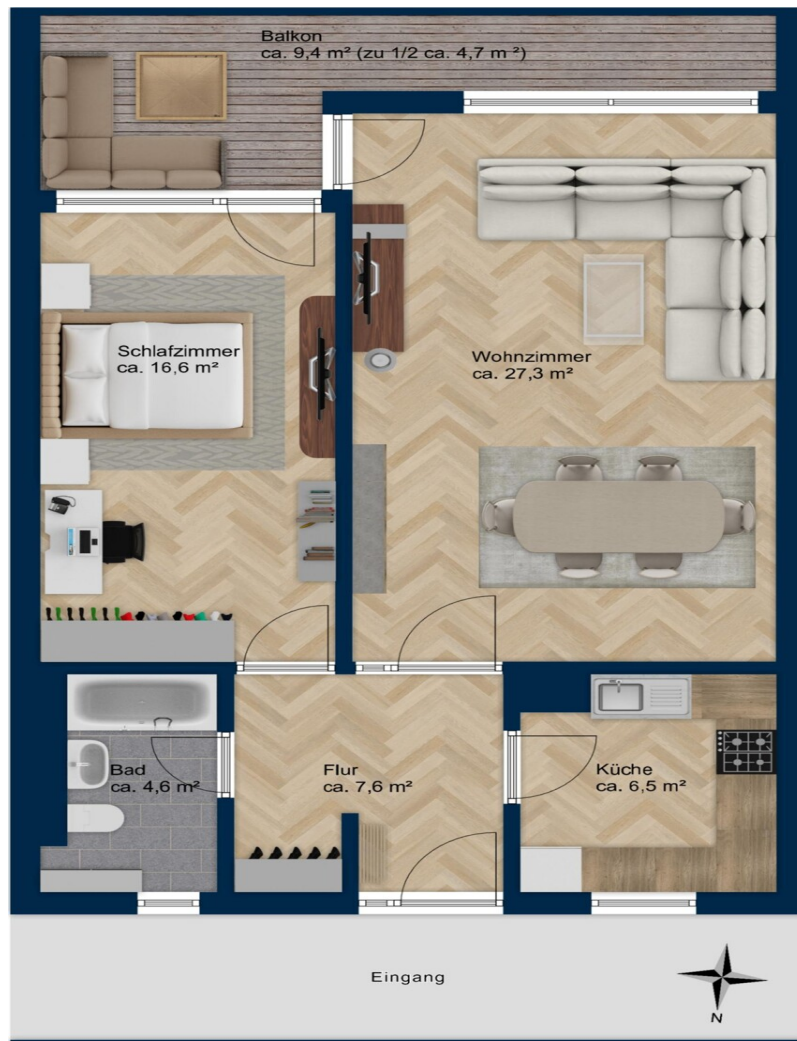 Balkon
ca. 9,4 m² (zu 1/2 ca. 4,7 m ²)
Schlafzimmer
ca. 16,6 m²
Wohnzimmer
ca. 27,3 m²
Bad
ca. 4,6 m²
Flur
ca. 7,6 m²
Küche
ca. 6,5 m²
Eingang
N